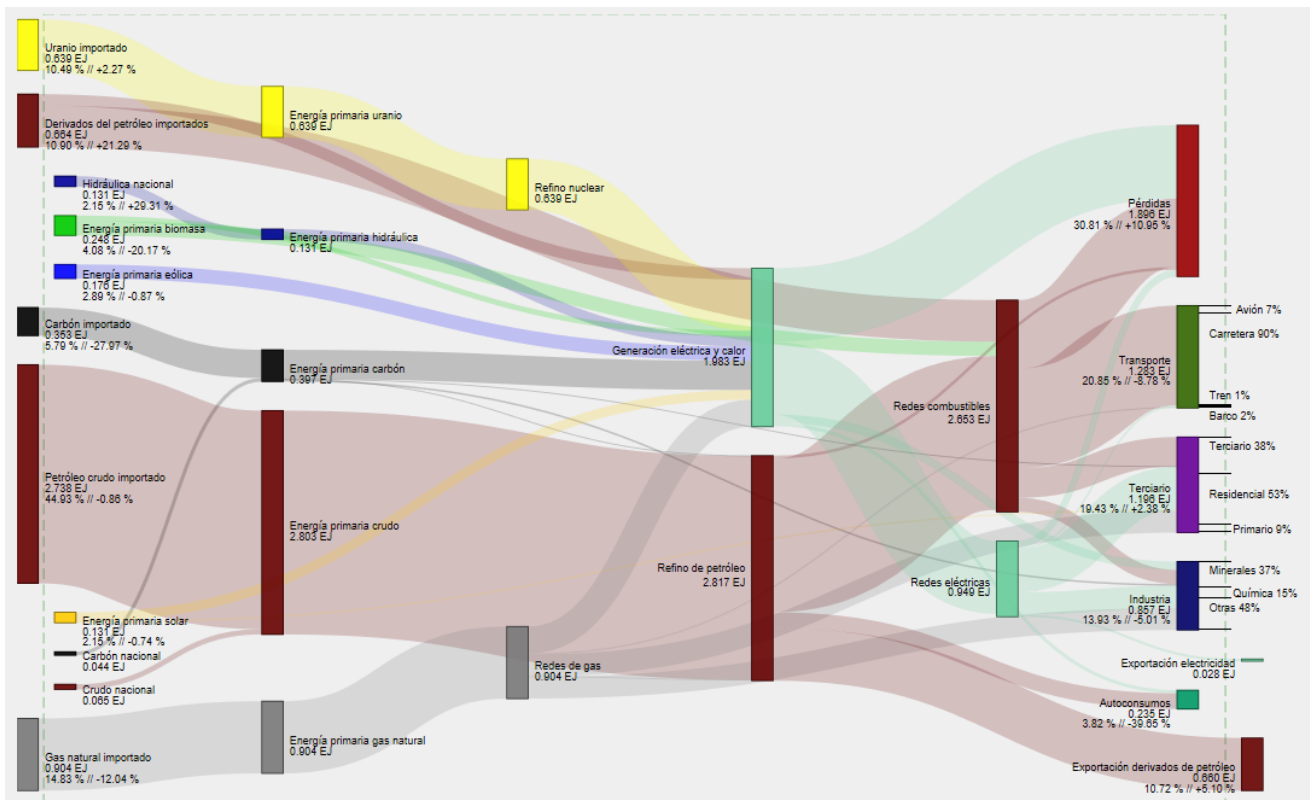 Uranio importado
0.639 EJ
10.49 % // +2.27 %
Derivados del petróleo importados
0.664 EJ
10.90 % // +21.29 %
Hidráulica nacional
0.131 EJ
2.15 % // +29.31 %
Energía primaria biomasa
0.248 EJ
4.08 % // -20.17 %
Energía primaria eólica
0.176 EJ
2.89 % // -0.87 %
Carbón importado
0.353 EJ
5.79 % // -27.97 %
Petróleo crudo importado
2.738 EJ
44.93 % // -0.86 %
Energía primaria solar
0.131 EJ
2.15 % // -0.74 %
Carbón nacional
0.044 EJ
Crudo nacional
0.065 EJ
Gas natural importado
0.904 EJ
14.83 % // -12.04 %
Energía primaria uranio
0.639 EJ
Energía primaria hidráulica
0.131 EJ
Energía primaria carbón
0.397 EJ
Energía primaria crudo
2.803 EJ
Energía primaria gas natural
0.904 EJ
Refino nuclear
0.639 EJ
Redes de gas
0.904 EJ
Generación eléctrica y calor
1.983 EJ
Refino de petróleo
2.817 EJ
Redes combustibles
2.653 EJ
Redes eléctricas
0.949 EJ
Pérdidas
1.896 EJ
30.81 % // +10.95 %
Transporte
1.283 EJ
20.85 % // -8.78 %
Avión 7%
Carretera 90%
Tren 1%
Barco 2%
Terciario
1.196 EJ
19.43 % // +2.38 %
Terciario 38%
Residencial 53%
Primario 9%
Industria
0.857 EJ
13.93 % // -5.01 %
Minerales 37%
Química 15%
Otras 48%
Exportación electricidad
0.028 EJ
Autoconsumos
0.235 EJ
3.82 % // -39.65 %
Exportación derivados de petróleo
0.660 EJ
10.72 % // +5.10 %